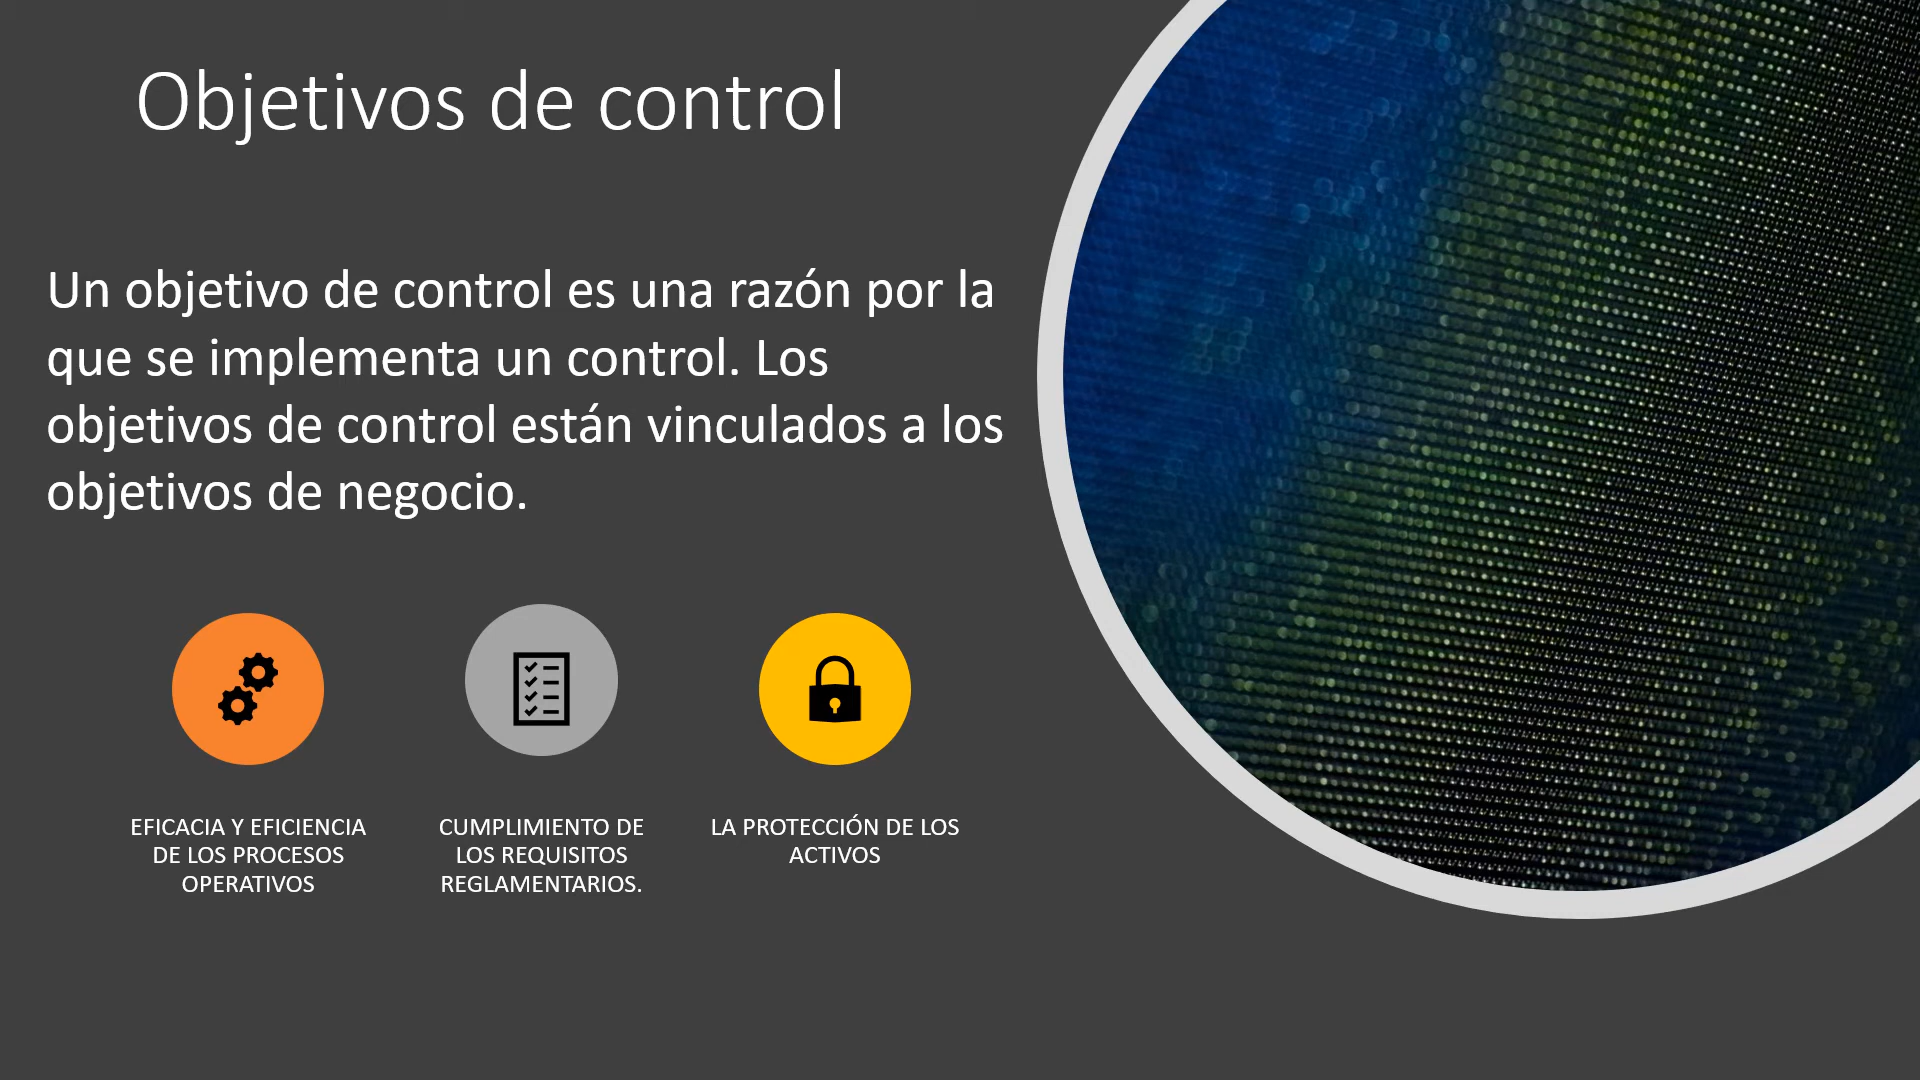 Objetivos de control
Un objetivo de control es una razón por la
que se implementa un control. Los
objetivos de control están vinculados a los
objetivos de negocio.
EFICACIA Y EFICIENCIA
DE LOS PROCESOS
OPERATIVOS
CUMPLIMIENTO DE
LOS REQUISITOS
REGLAMENTARIOS.
LA PROTECCIÓN DE LOS
ACTIVOS